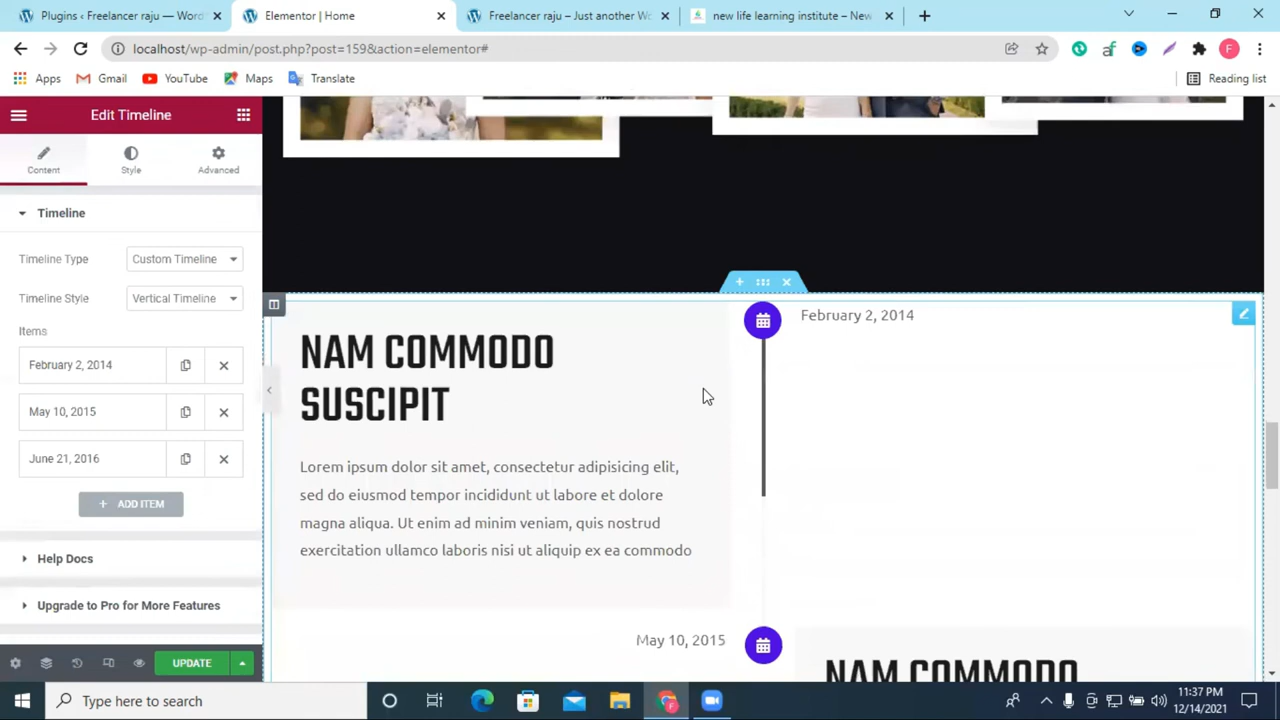 Plugins ‹ Freelancer raju — Word
Elementor | Home
Freelancer raju – Just another Wo
new life learning institute – New
localhost/wp-admin/post.php?post=159&action=elementor#
F
Apps
Gmail
YouTube
Maps
Translate
Reading list
Edit Timeline
Content
Style
Advanced
Timeline
Timeline Type
Custom Timeline
Timeline Style
Vertical Timeline
Items
February 2, 2014
May 10, 2015
June 21, 2016
+ ADD ITEM
Help Docs
Upgrade to Pro for More Features
UPDATE
February 2, 2014
NAM COMMODO
SUSCIPIT
Lorem ipsum dolor sit amet, consectetur adipisicing elit,
sed do eiusmod tempor incididunt ut labore et dolore
magna aliqua. Ut enim ad minim veniam, quis nostrud
exercitation ullamco laboris nisi ut aliquip ex ea commodo
May 10, 2015
NAM COMMODO
Type here to search
11:37 PM
12/14/2021